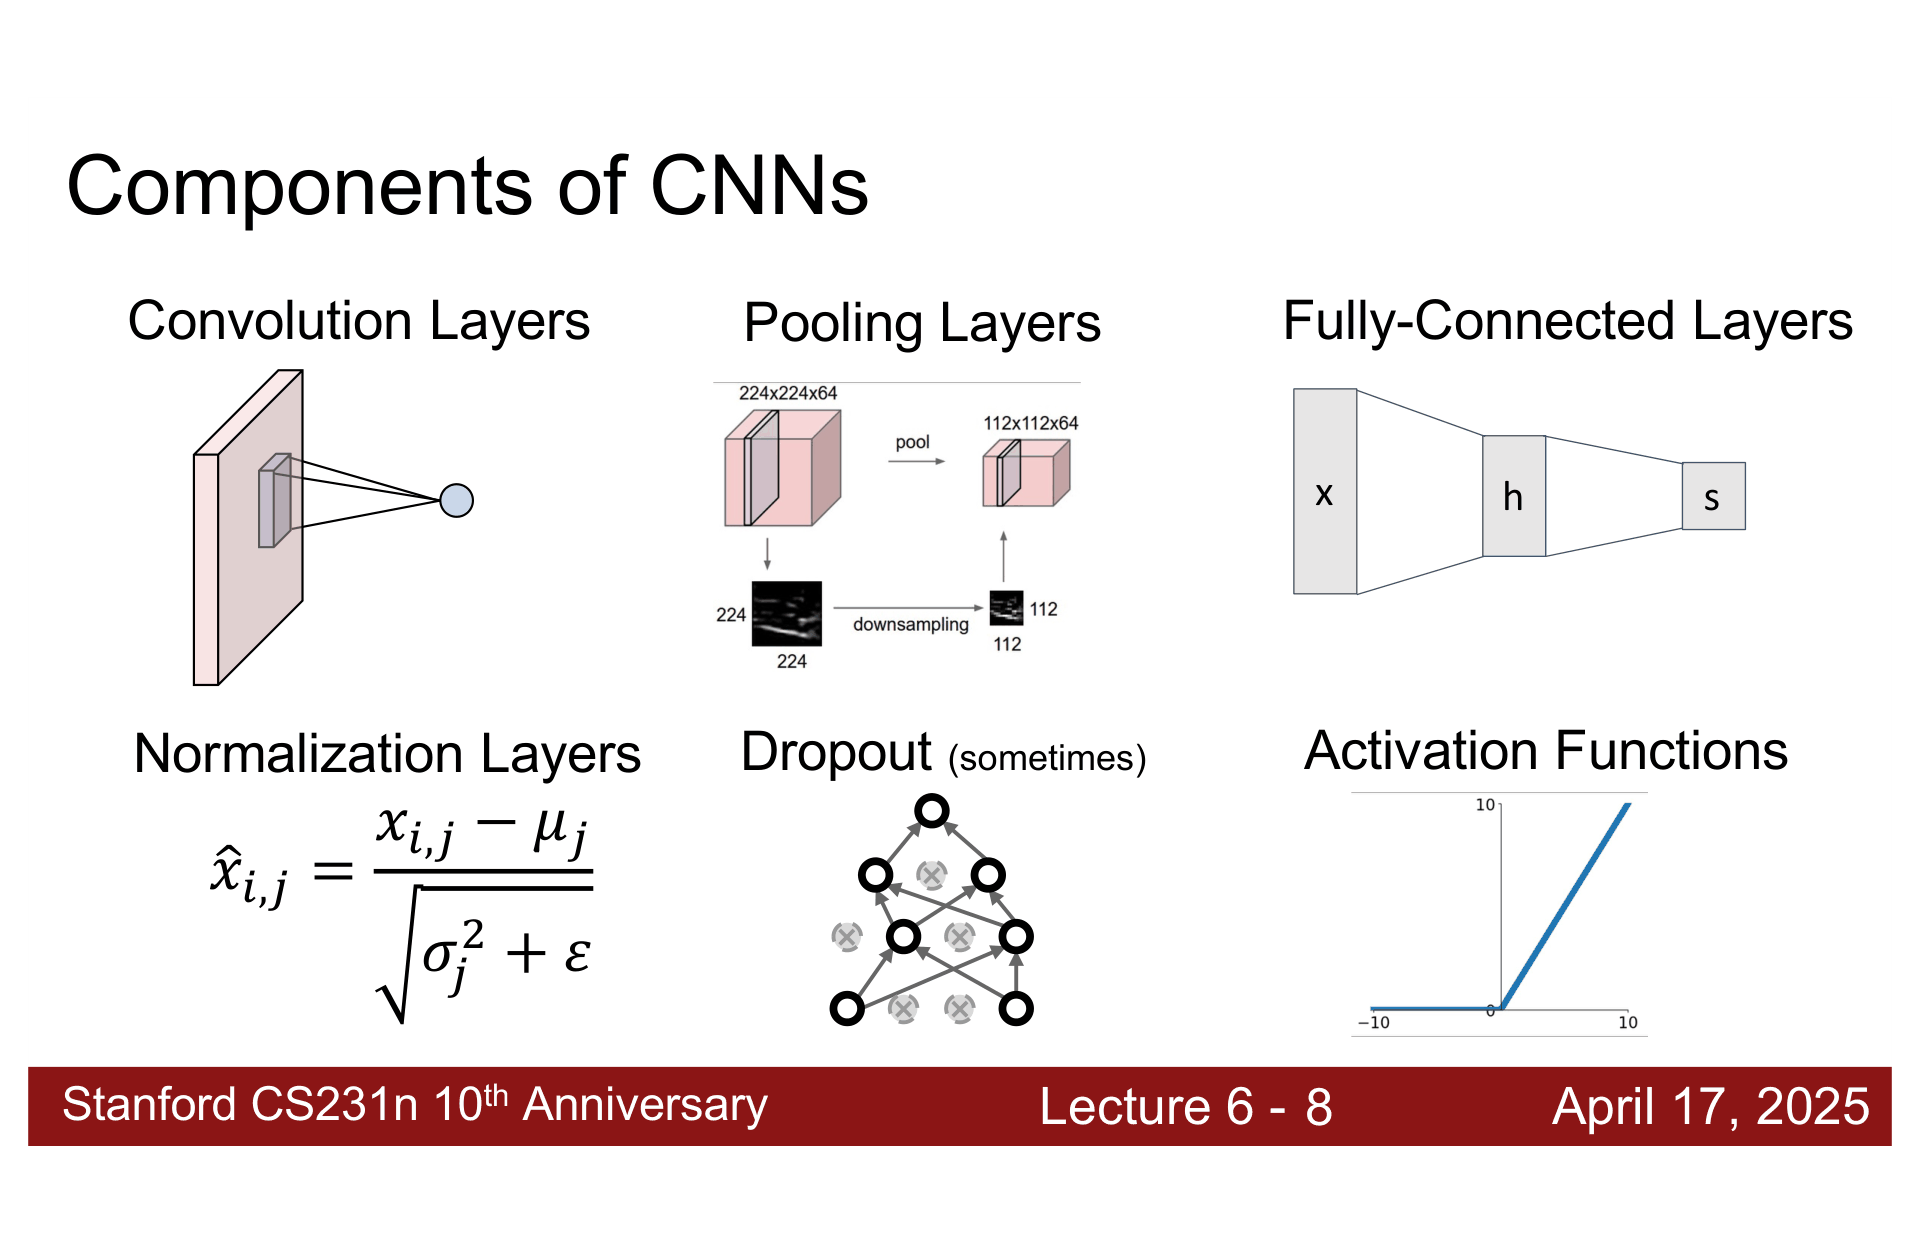 Components of CNNs
Convolution Layers
Pooling Layers
224x224x64
pool
112x112x64
224
224
downsampling
112
112
Fully-Connected Layers
x
h
s
Normalization Layers
x̂_{i,j} = \frac{x_{i,j} − μ_j}{\sqrt{σ_j^2 + ε}}
Dropout (sometimes)
Activation Functions
10
0
−10
10
Stanford CS231n 10th Anniversary
Lecture 6 - 8
April 17, 2025